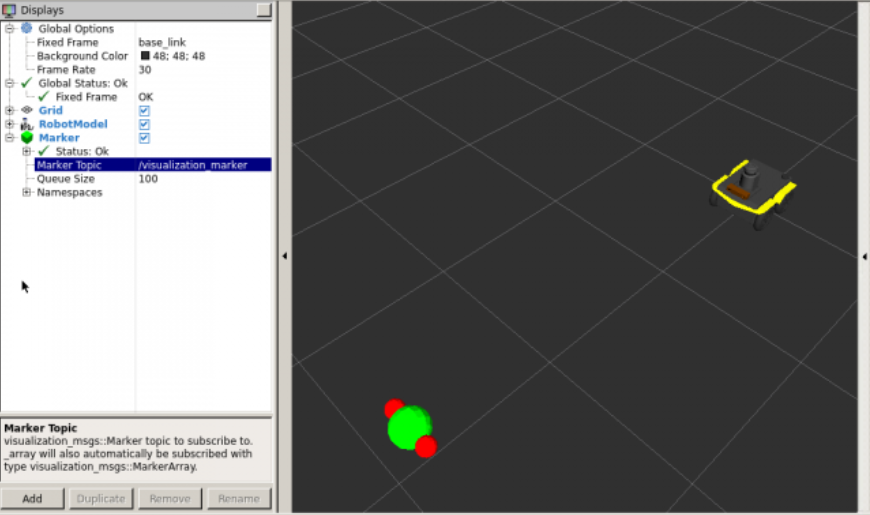 Displays
Global Options
Fixed Frame base_link
Background Color 48; 48; 48
Frame Rate 30
Global Status: Ok
Fixed Frame OK
Grid
RobotModel
Marker
Status: Ok
Marker Topic /visualization_marker
Queue Size 100
Namespaces
Marker Topic
visualization_msgs::Marker topic to subscribe to.
_array will also automatically be subscribed with
type visualization_msgs::MarkerArray.
Add Duplicate Remove Rename